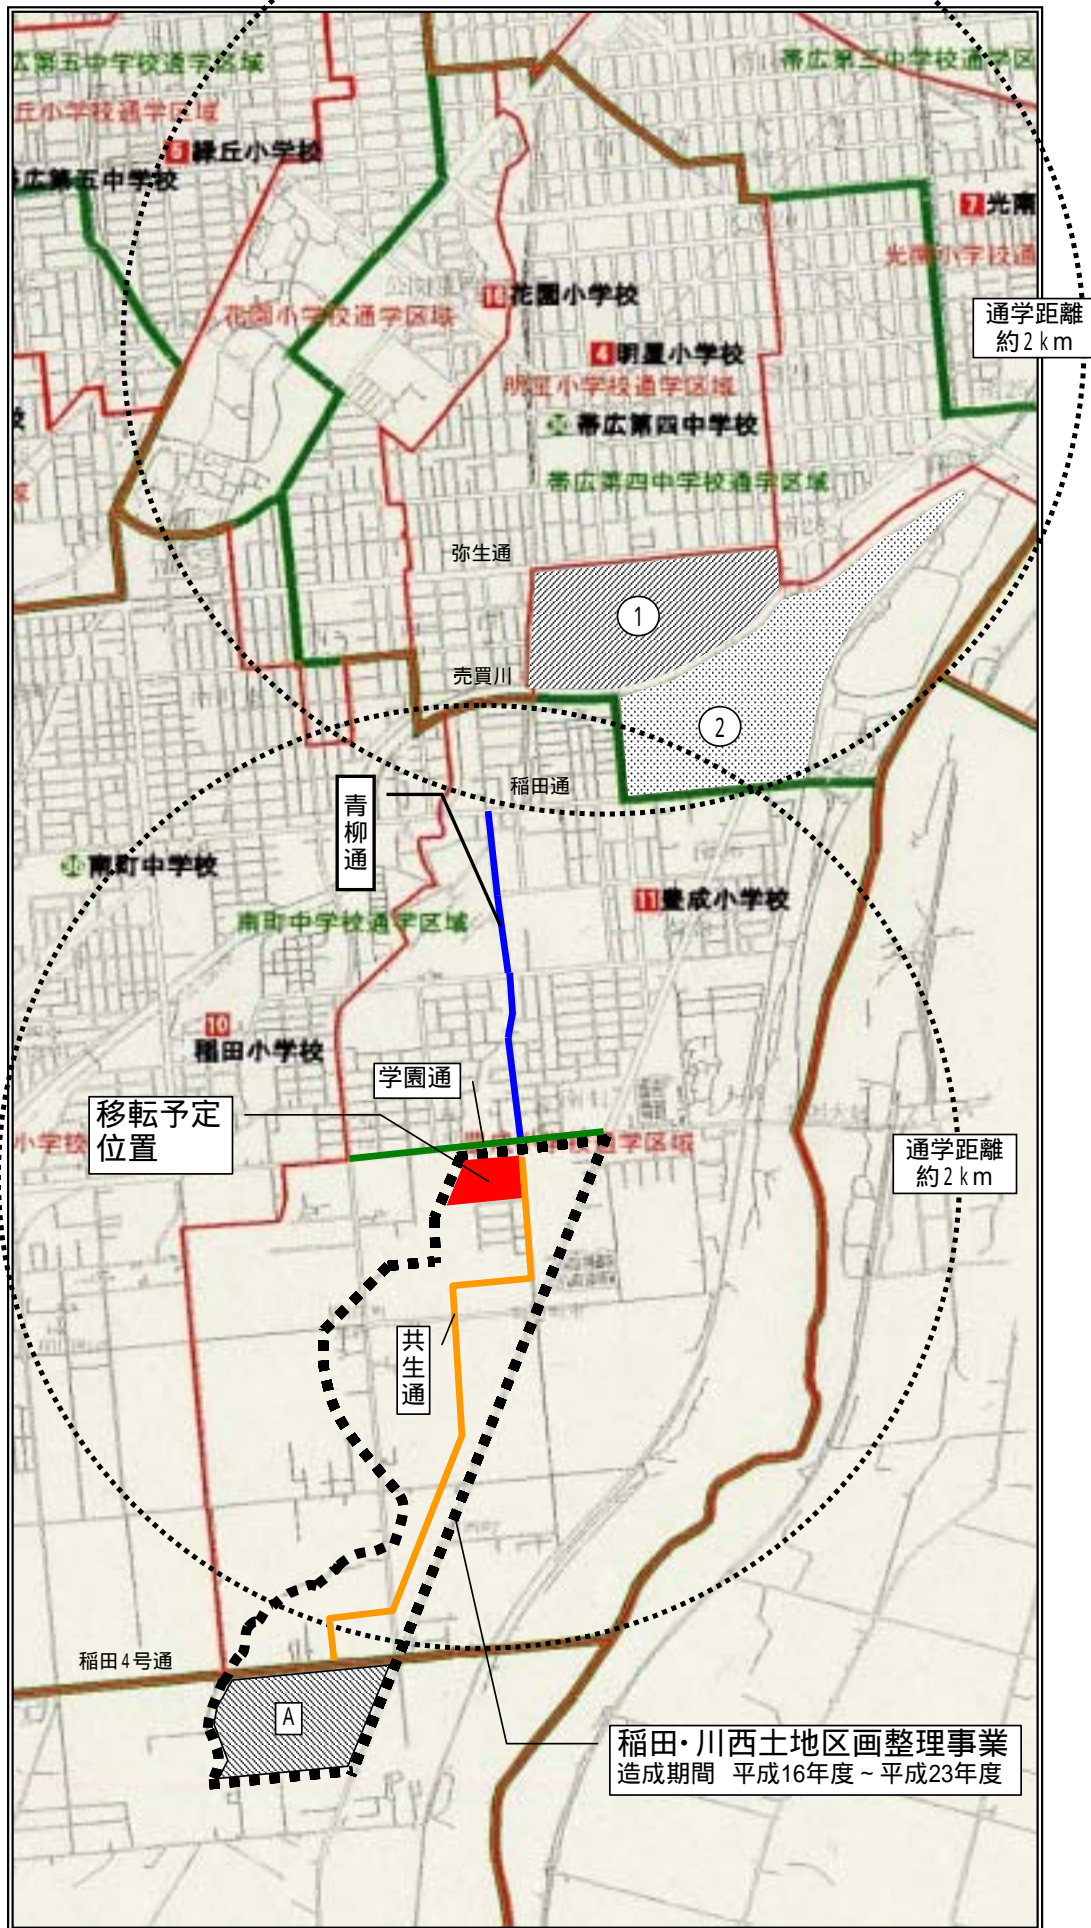 広第五中学校通学区域
帯広第三中学校通学区
丘小学校通学区域
5 緑丘小学校
帯広第五中学校
7 光南
光南小学校通
16 花園小学校
花園小学校通学区域
通学距離
約2km
4 明星小学校
明星小学校通学区域
帯広第四中学校
帯広第四中学校通学区域
弥生通
1
売買川
2
稲田通
青柳通
南町中学校
11 豊成小学校
南町中学校通学区域
10
稲田小学校
学園通
移転予定
位置
小学校
通学区域
通学距離
約2km
共生通
稲田4号通
A
稲田・川西土地区画整理事業
造成期間 平成16年度~平成23年度